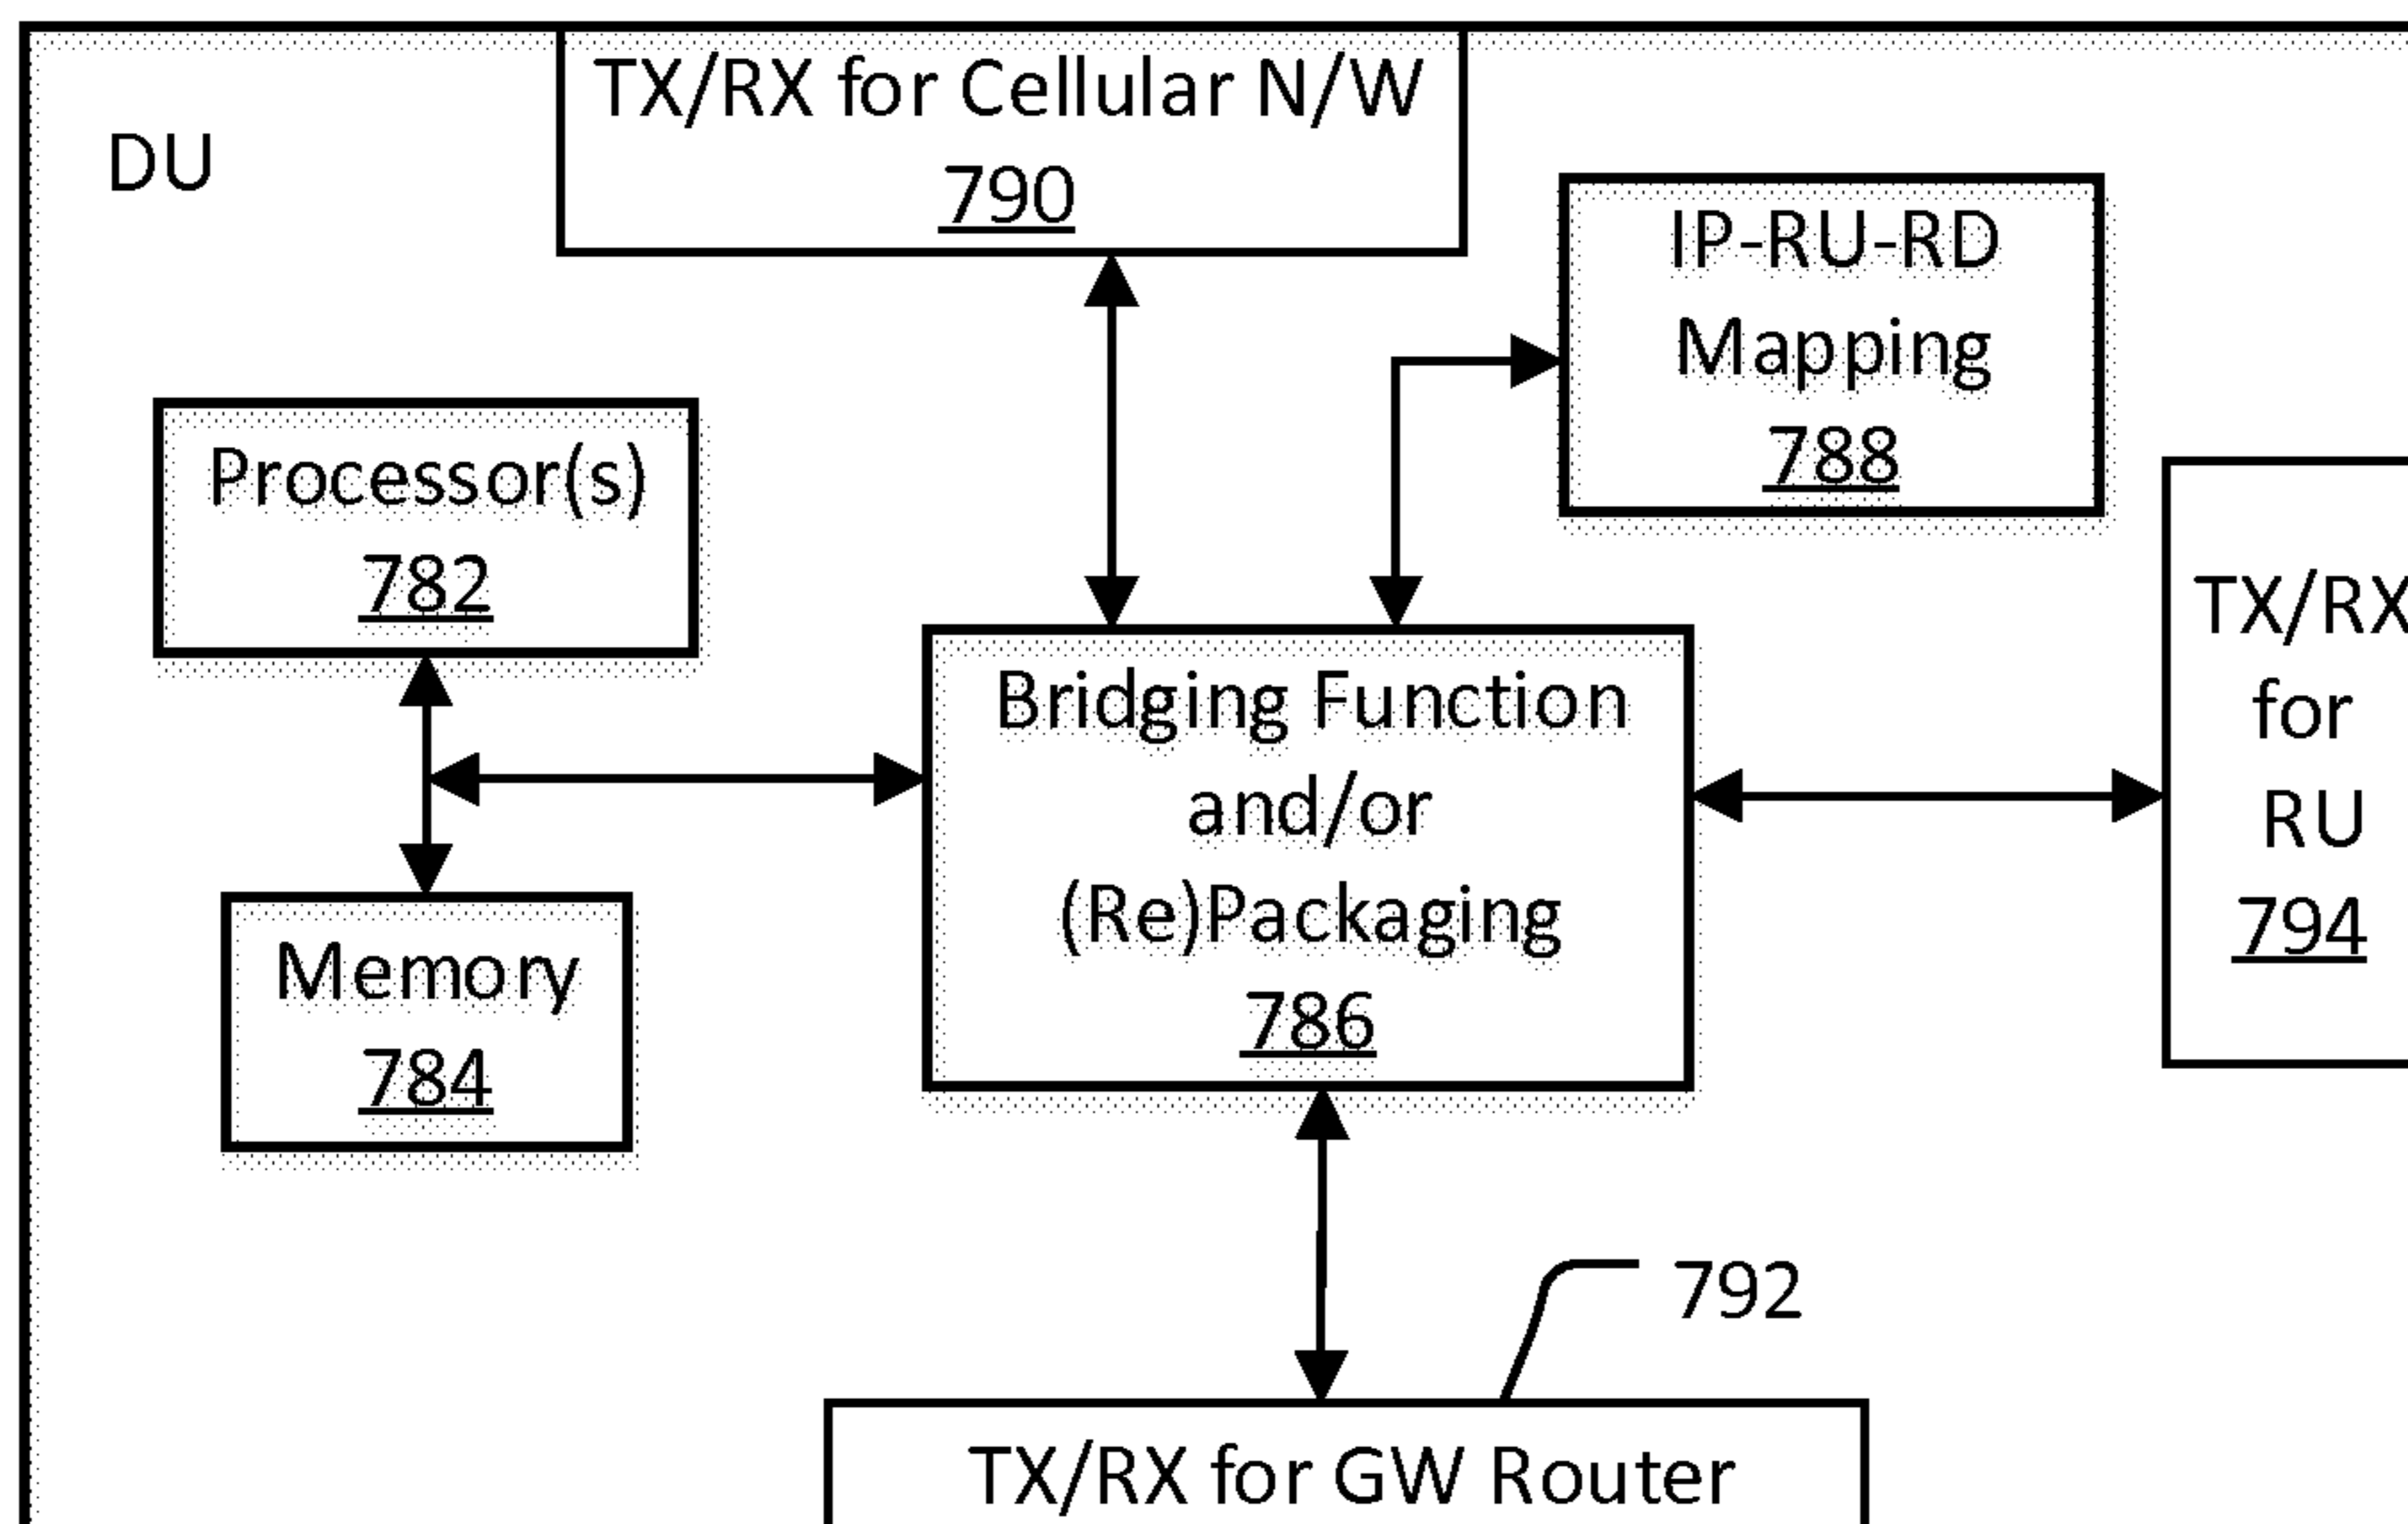 TX/RX for Cellular N/W
790
DU
IP-RU-RD
Mapping
788
Processor(s)
782
TX/RX
for
RU
794
Bridging Function
and/or
(Re)Packaging
786
Memory
784
792
TX/RX for GW Router